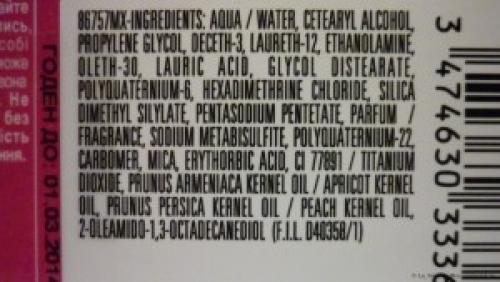 86757MX-INGREDIENTS: AQUA / WATER, CETEARYL ALCOHOL,
PROPYLENE GLYCOL, DECETH-3, LAURETH-12, ETHANOLAMINE,
OLETH-30, LAURIC ACID, GLYCOL DISTEARATE,
POLYQUATERNIUM-6, HEXADIMETHRINE CHLORIDE, SILICA
DIMETHYL SILYLATE, PENTASODIUM PENTETATE, PARFUM /
FRAGRANCE, SODIUM METABISULFITE, POLYQUATERNIUM-22,
CARBOMER, MICA, ERYTHORBIC ACID, CI 77891 / TITANIUM
DIOXIDE, PRUNUS ARMENIACA KERNEL OIL / APRICOT KERNEL
OIL, PRUNUS PERSICA KERNEL OIL / PEACH KERNEL OIL,
2-OLEAMIDO-1,3-OCTADECANEDIOL (F.I.L. D40358/1)
ГОДЕН ДО: 01.03.2014
3 474630 3336